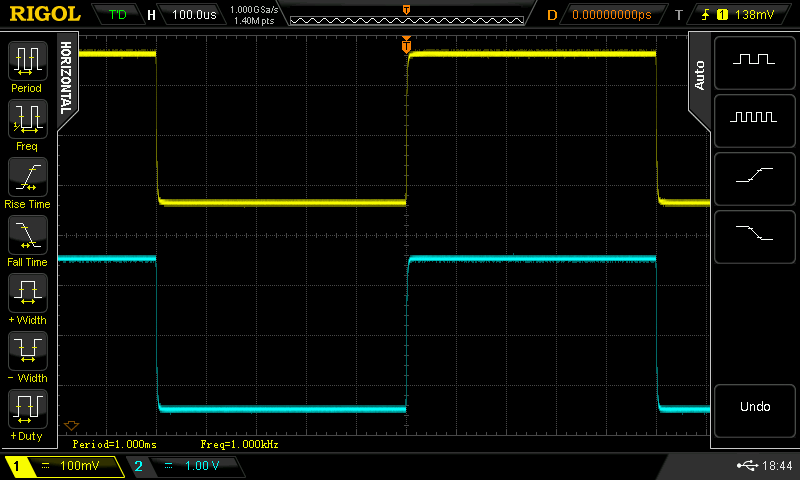 RIGOL T'D H 100.0us 1.000GSa/s 1.40M pts D 0.00000000ps T 1 138mV
HORIZONTAL
Period
Freq
Rise Time
Fall Time
+Width
- Width
+Duty
T
Auto
Undo
Period=1.000ms Freq=1.000kHz
1 100mV 2 1.00 V 18:44